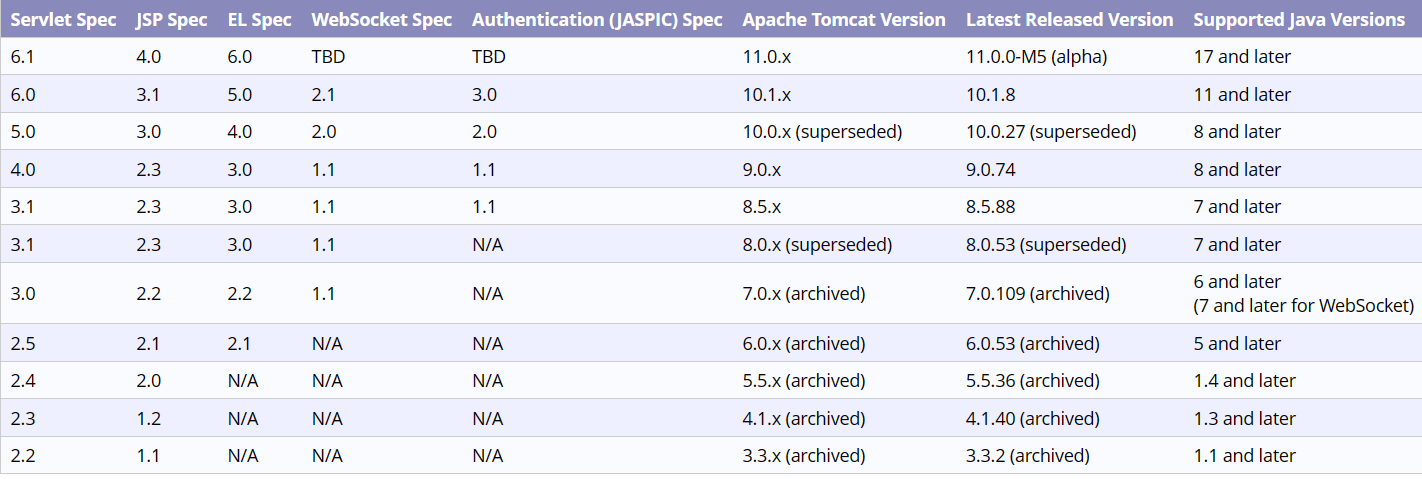 Servlet Spec JSP Spec EL Spec WebSocket Spec Authentication (JASPIC) Spec Apache Tomcat Version Latest Released Version Supported Java Versions
6.1 4.0 6.0 TBD TBD 11.0.x 11.0.0-M5 (alpha) 17 and later
6.0 3.1 5.0 2.1 3.0 10.1.x 10.1.8 11 and later
5.0 3.0 4.0 2.0 2.0 10.0.x (superseded) 10.0.27 (superseded) 8 and later
4.0 2.3 3.0 1.1 1.1 9.0.x 9.0.74 8 and later
3.1 2.3 3.0 1.1 1.1 8.5.x 8.5.88 7 and later
3.1 2.3 3.0 1.1 N/A 8.0.x (superseded) 8.0.53 (superseded) 7 and later
3.0 2.2 2.2 1.1 N/A 7.0.x (archived) 7.0.109 (archived) 6 and later
(7 and later for WebSocket)
2.5 2.1 2.1 N/A N/A 6.0.x (archived) 6.0.53 (archived) 5 and later
2.4 2.0 N/A N/A N/A 5.5.x (archived) 5.5.36 (archived) 1.4 and later
2.3 1.2 N/A N/A N/A 4.1.x (archived) 4.1.40 (archived) 1.3 and later
2.2 1.1 N/A N/A N/A 3.3.x (archived) 3.3.2 (archived) 1.1 and later